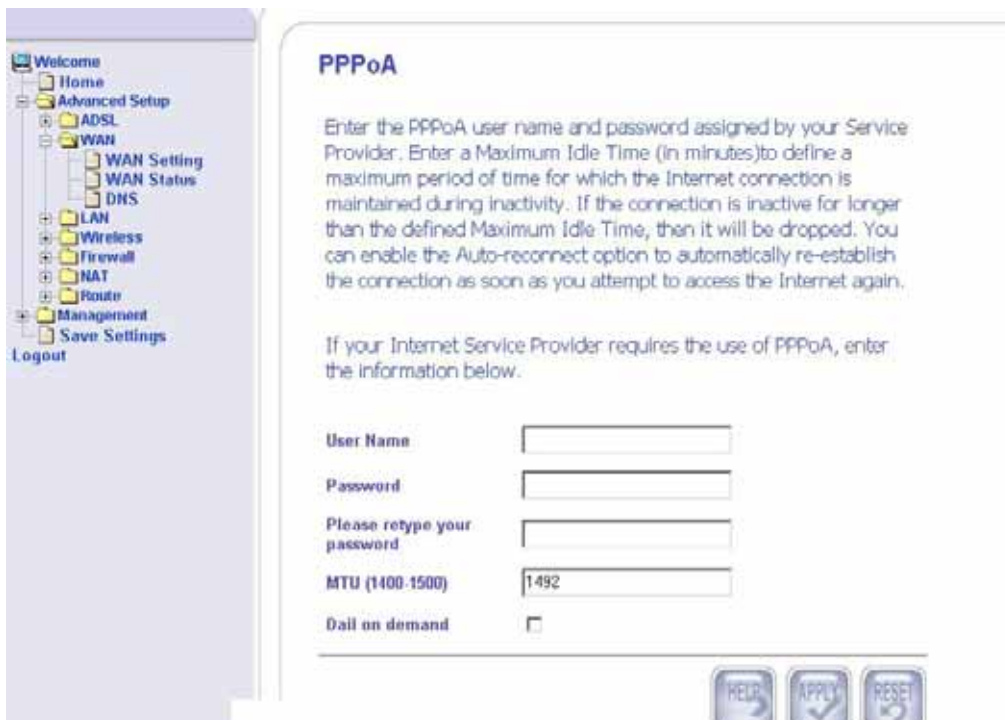 Welcome
Home
Advanced Setup
ADSL
WAN
WAN Setting
WAN Status
DNS
LAN
Wireless
Firewall
NAT
Route
Management
Save Settings
Logout
PPPoA
Enter the PPPoA user name and password assigned by your Service
Provider. Enter a Maximum Idle Time (in minutes)to define a
maximum period of time for which the Internet connection is
maintained during inactivity. If the connection is inactive for longer
than the defined Maximum Idle Time, then it will be dropped. You
can enable the Auto-reconnect option to automatically re-establish
the connection as soon as you attempt to access the Internet again.
If your Internet Service Provider requires the use of PPPoA, enter
the information below.
User Name
Password
Please retype your
password
MTU (1400-1500) 1492
Dail on demand
HELP APPLY RESET